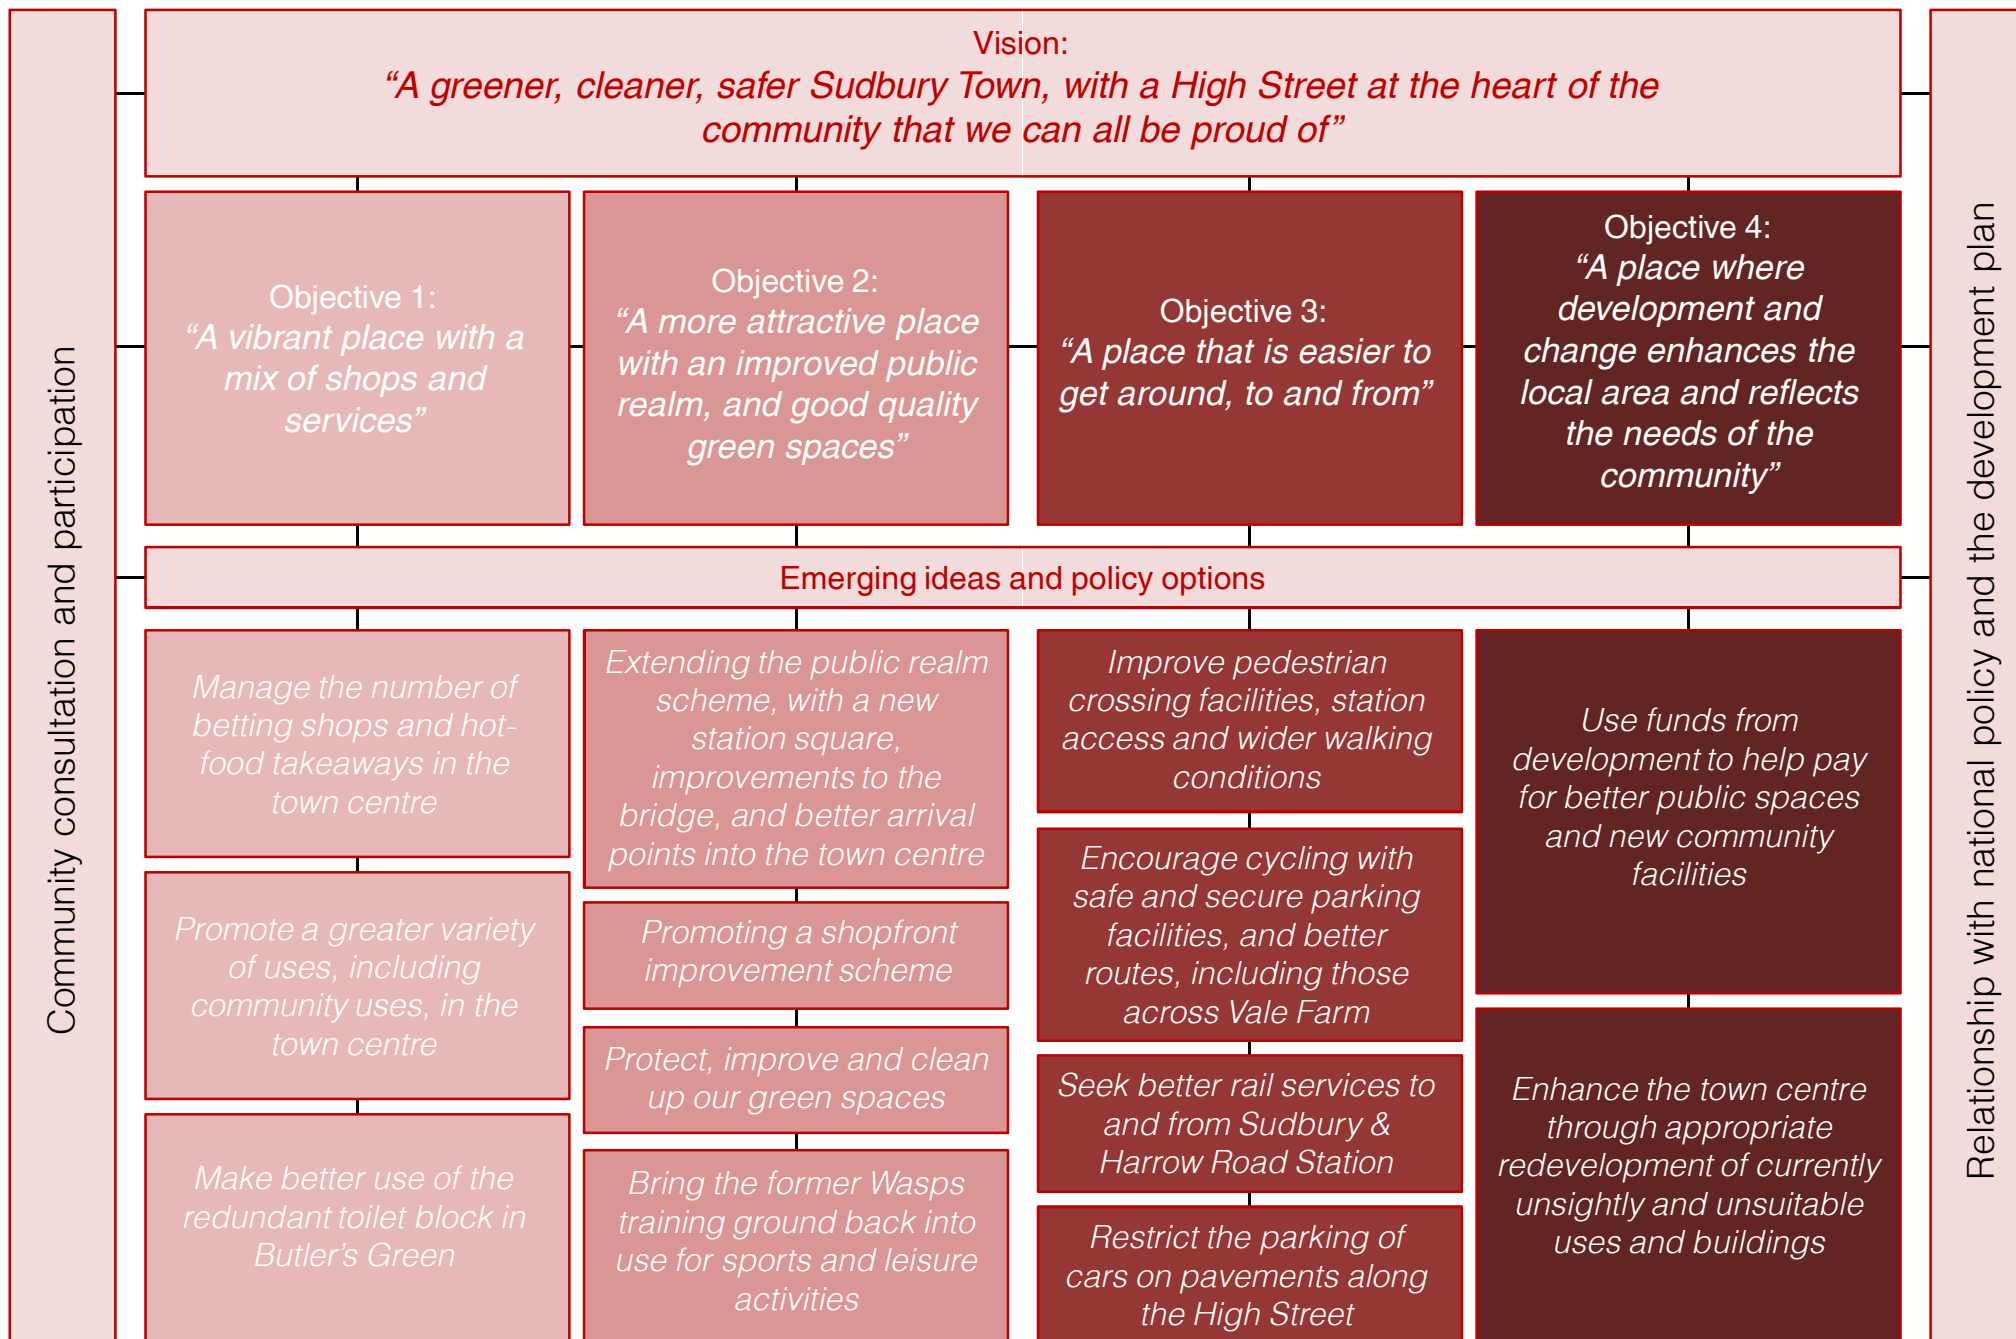 Community consultation and participation
Vision:
“A greener, cleaner, safer Sudbury Town, with a High Street at the heart of the
community that we can all be proud of”
Objective 1:
“A vibrant place with a
mix of shops and
services”
Objective 2:
“A more attractive place
with an improved public
realm, and good quality
green spaces”
Objective 3:
“A place that is easier to
get around, to and from”
Objective 4:
“A place where
development and
change enhances the
local area and reflects
the needs of the
community”
Emerging ideas and policy options
Manage the number of
betting shops and hot-
food takeaways in the
town centre
Promote a greater variety
of uses, including
community uses, in the
town centre
Make better use of the
redundant toilet block in
Butler’s Green
Extending the public realm
scheme, with a new
station square,
improvements to the
bridge, and better arrival
points into the town centre
Promoting a shopfront
improvement scheme
Protect, improve and clean
up our green spaces
Bring the former Wasps
training ground back into
use for sports and leisure
activities
Improve pedestrian
crossing facilities, station
access and wider walking
conditions
Encourage cycling with
safe and secure parking
facilities, and better
routes, including those
across Vale Farm
Seek better rail services to
and from Sudbury &
Harrow Road Station
Restrict the parking of
cars on pavements along
the High Street
Use funds from
development to help pay
for better public spaces
and new community
facilities
Enhance the town centre
through appropriate
redevelopment of currently
unsightly and unsuitable
uses and buildings
Relationship with national policy and the development plan